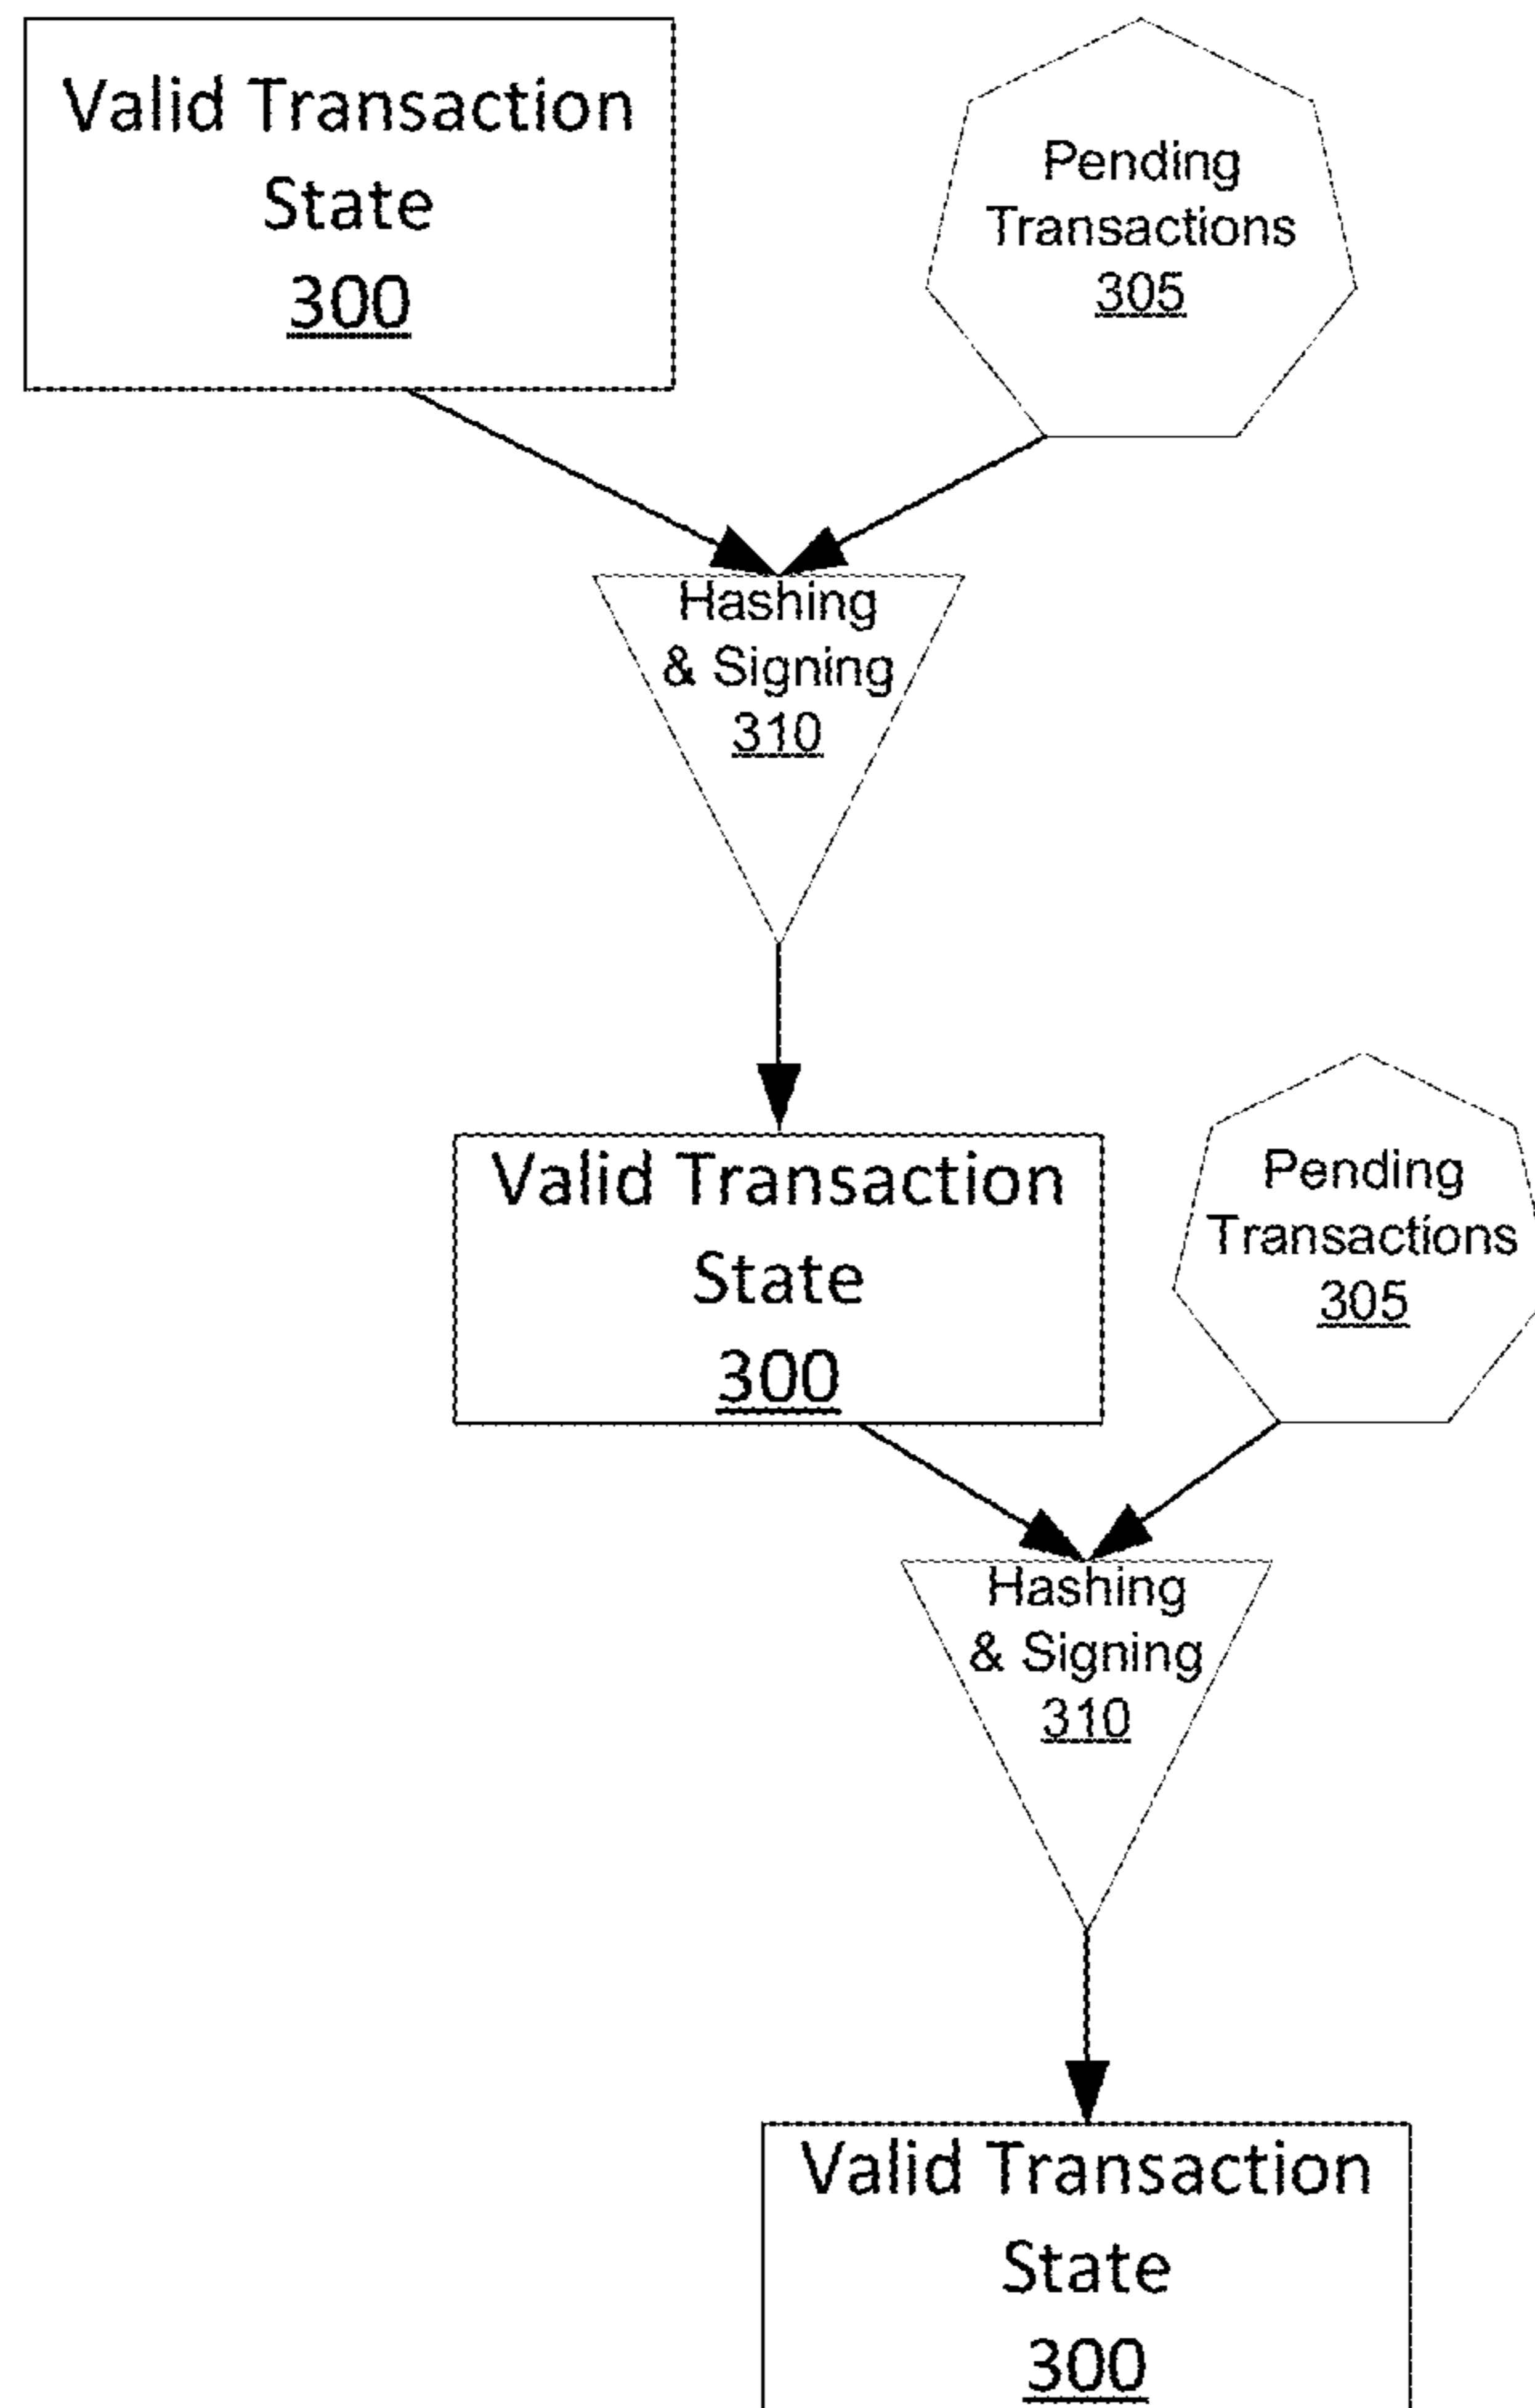 Valid Transaction
State
300
Pending
Transactions
305
Hashing
& Signing
310
Valid Transaction
State
300
Pending
Transactions
305
Hashing
& Signing
310
Valid Transaction
State
300